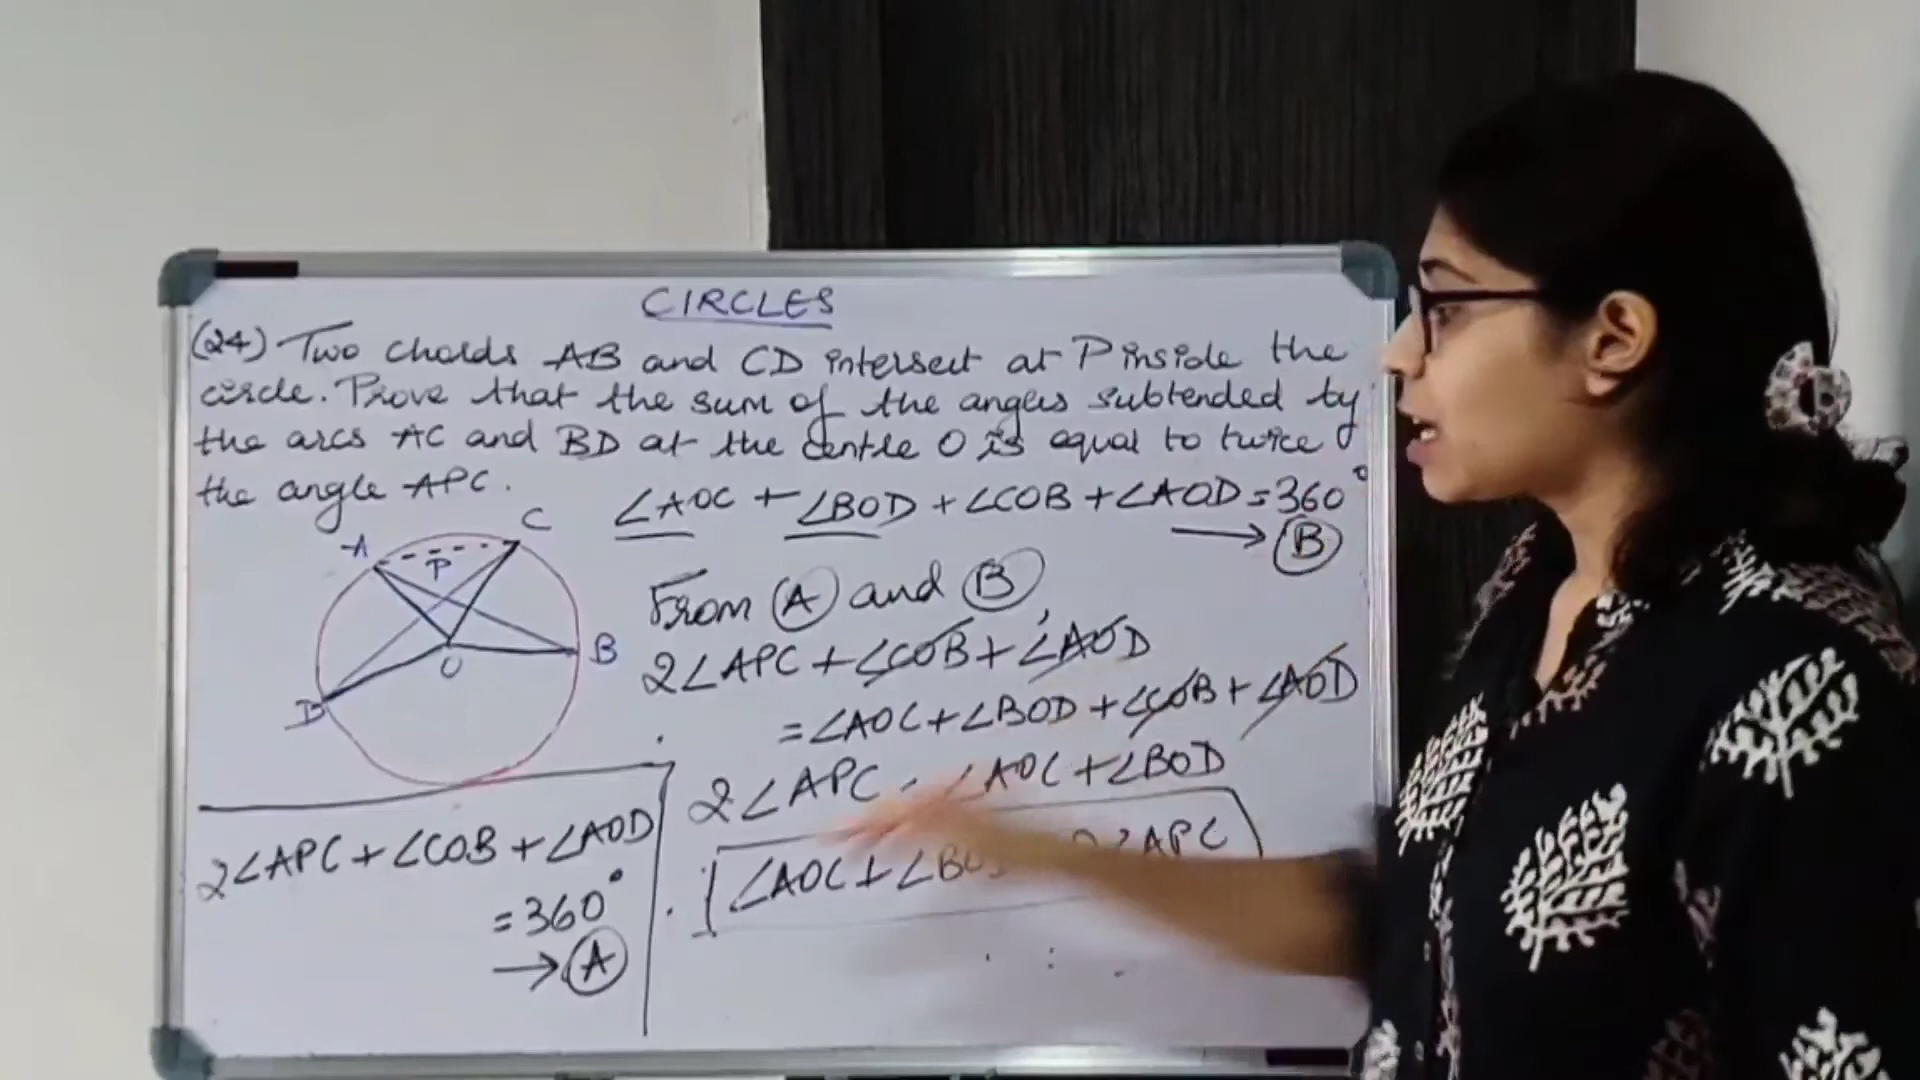 CIRCLES
(24) Two chords AB and CD intersect at P inside the
circle. Prove that the sum of the angles subtended by
the arcs AC and BD at the centre O is equal to twice
the angle APC.
∠AOC + ∠BOD + ∠COB + ∠AOD = 360°
→ B
A
C
P
O
B
D
From A and B,
2∠APC + ∠COB + ∠AOD
= ∠AOC + ∠BOD + ∠COB + ∠AOD
2∠APC = ∠AOC + ∠BOD
∠AOC + ∠BO ∠APC
2∠APC + ∠COB + ∠AOD
= 360°
→ A